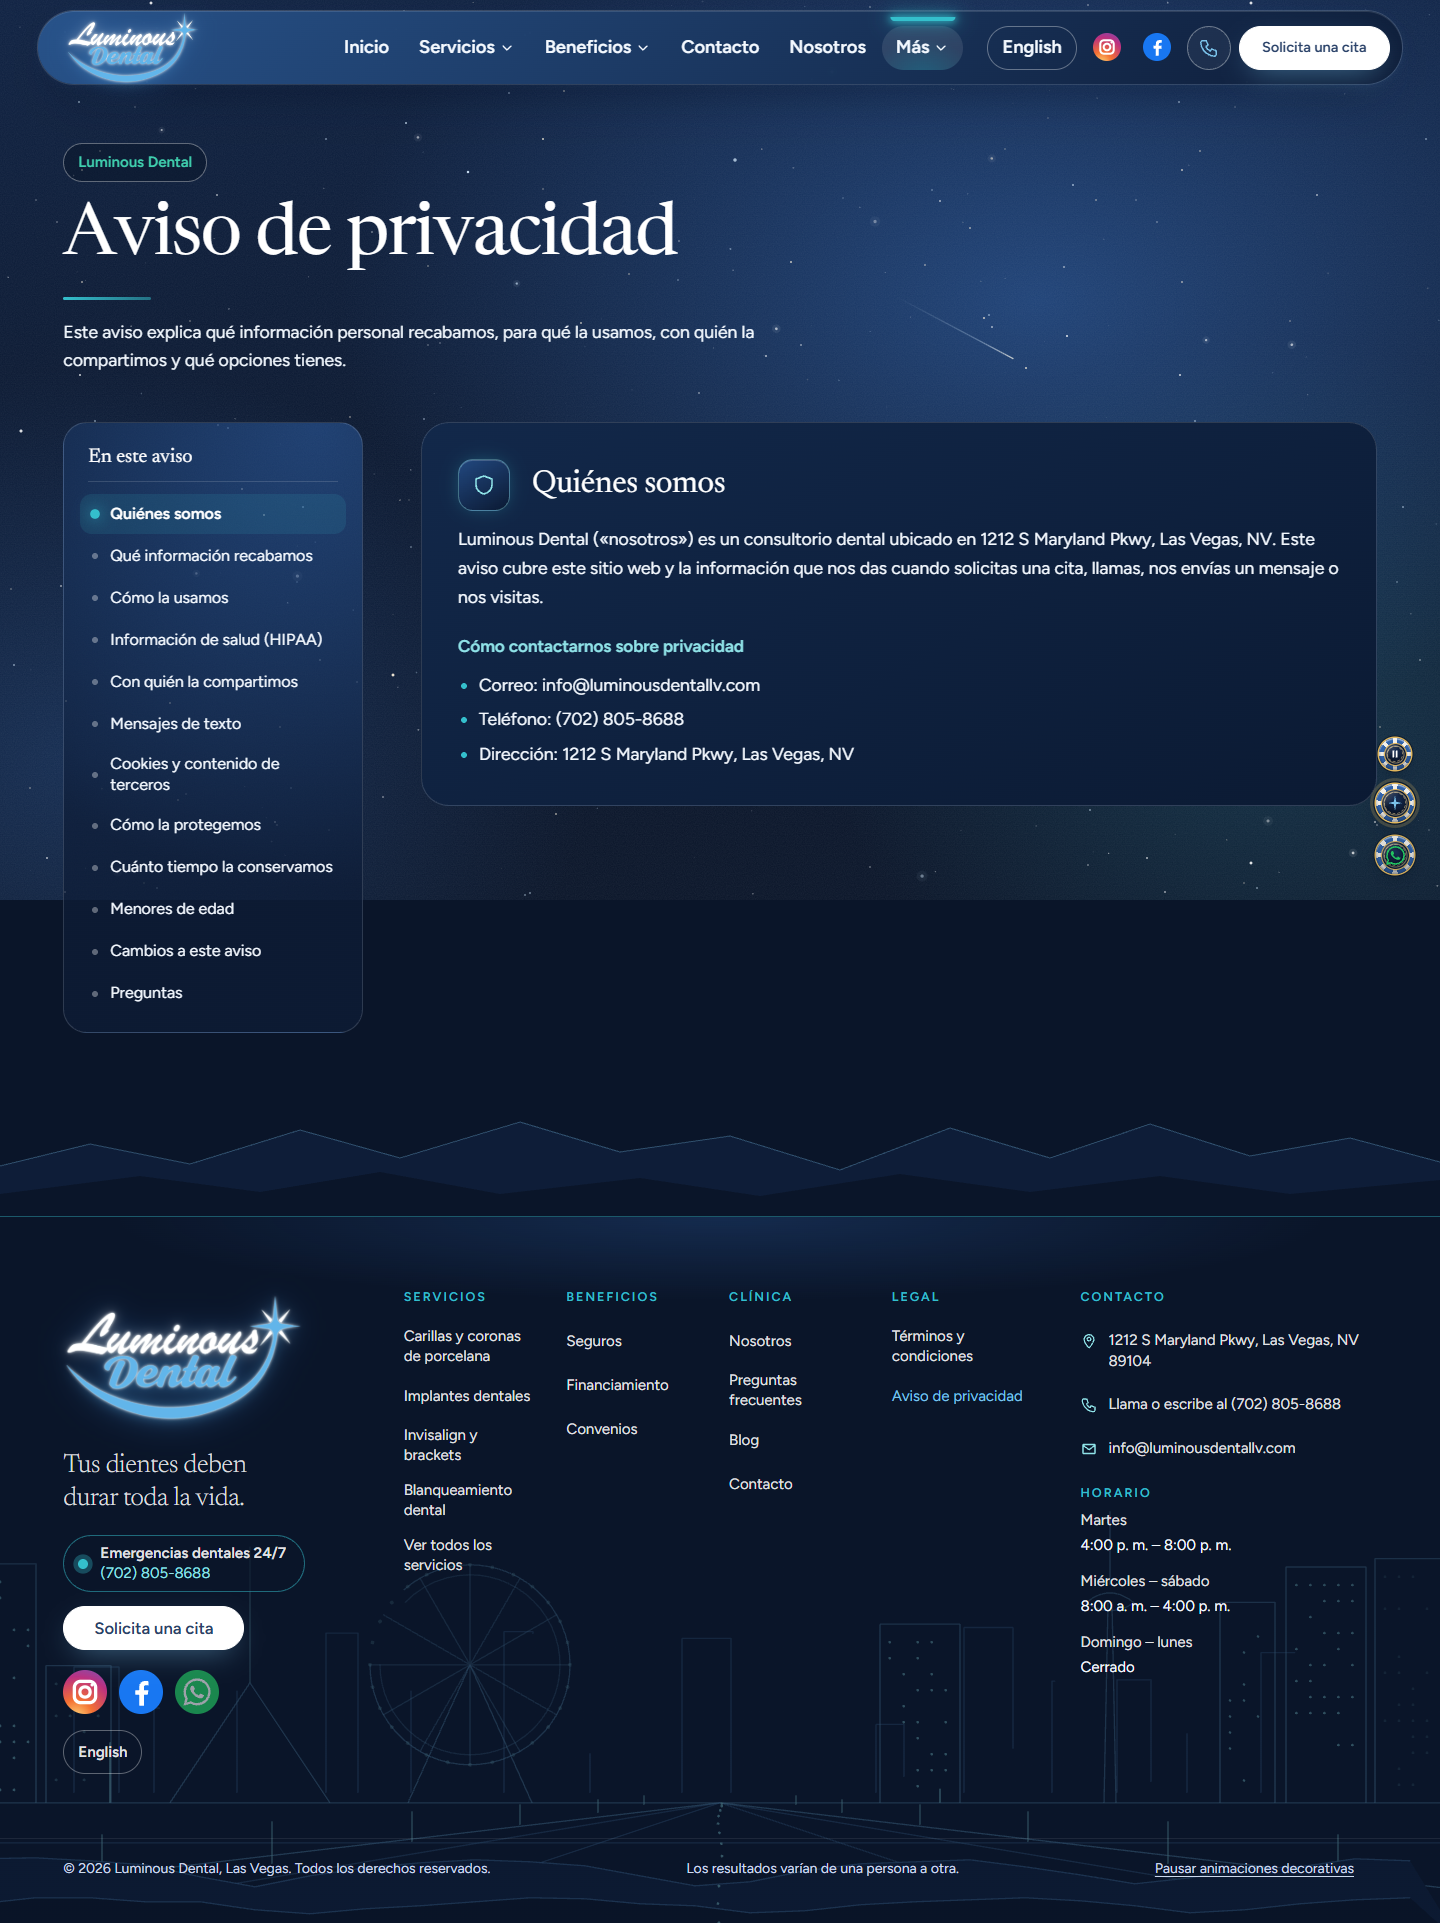 Luminous
Dental
Inicio
Servicios
Beneficios
Contacto
Nosotros
Más
English
Solicita una cita
Luminous Dental
Aviso de privacidad
Este aviso explica qué información personal recabamos, para qué la usamos, con quién la
compartimos y qué opciones tienes.
En este aviso
Quiénes somos
Qué información recabamos
Cómo la usamos
Información de salud (HIPAA)
Con quién la compartimos
Mensajes de texto
Cookies y contenido de
terceros
Cómo la protegemos
Cuánto tiempo la conservamos
Menores de edad
Cambios a este aviso
Preguntas
Quiénes somos
Luminous Dental («nosotros») es un consultorio dental ubicado en 1212 S Maryland Pkwy, Las Vegas, NV. Este
aviso cubre este sitio web y la información que nos das cuando solicitas una cita, llamas, nos envías un mensaje o
nos visitas.
Cómo contactarnos sobre privacidad
Correo: info@luminousdentallv.com
Teléfono: (702) 805-8688
Dirección: 1212 S Maryland Pkwy, Las Vegas, NV
Luminous
Dental
Tus dientes deben
durar toda la vida.
Emergencias dentales 24/7
(702) 805-8688
Solicita una cita
English
SERVICIOS
Carillas y coronas
de porcelana
Implantes dentales
Invisalign y
brackets
Blanqueamiento
dental
Ver todos los
servicios
BENEFICIOS
Seguros
Financiamiento
Convenios
CLÍNICA
Nosotros
Preguntas
frecuentes
Blog
Contacto
LEGAL
Términos y
condiciones
Aviso de privacidad
CONTACTO
1212 S Maryland Pkwy, Las Vegas, NV
89104
Llama o escribe al (702) 805-8688
info@luminousdentallv.com
HORARIO
Martes
4:00 p. m. – 8:00 p. m.
Miércoles – sábado
8:00 a. m. – 4:00 p. m.
Domingo – lunes
Cerrado
© 2026 Luminous Dental, Las Vegas. Todos los derechos reservados.
Los resultados varían de una persona a otra.
Pausar animaciones decorativas